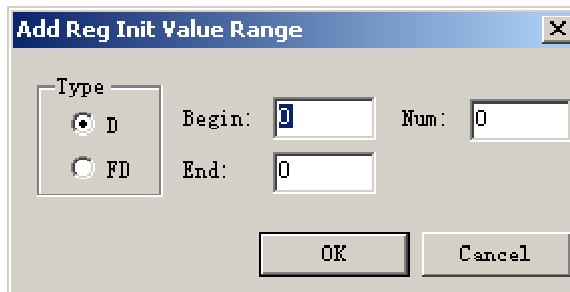 Add Reg Init Value Range
Type
D
FD
Begin: 0
Num: 0
End: 0
OK
Cancel